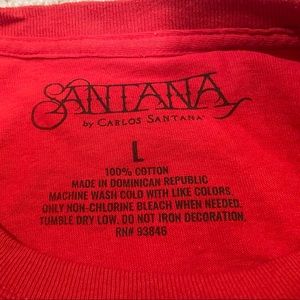 SANTANA
by CARLOS SANTANA
L
100% COTTON
MADE IN DOMINICAN REPUBLIC
MACHINE WASH COLD WITH LIKE COLORS.
ONLY NON-CHLORINE BLEACH WHEN NEEDED.
TUMBLE DRY LOW. DO NOT IRON DECORATION.
RN# 93846